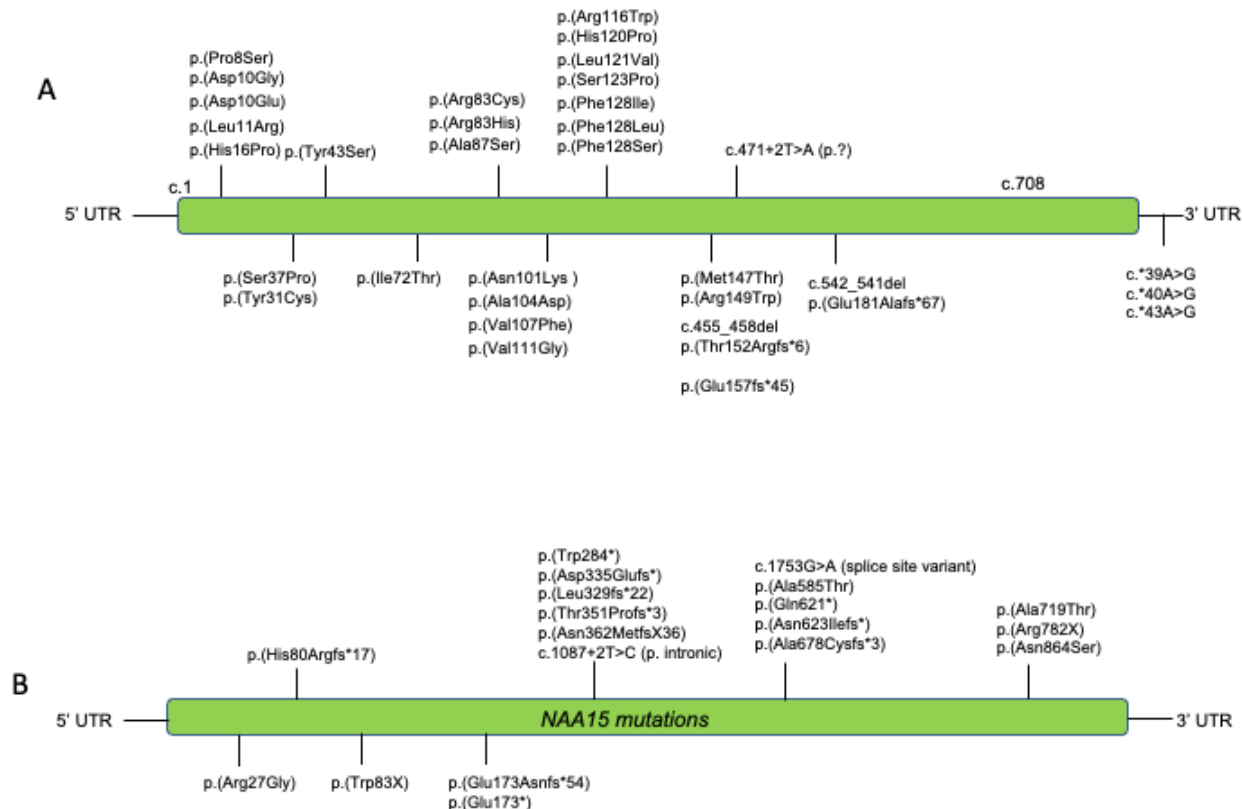 A
p.(Pro8Ser)
p.(Asp10Gly)
p.(Asp10Glu)
p.(Leu11Arg)
p.(His16Pro)
p.(Tyr43Ser)
p.(Arg83Cys)
p.(Arg83His)
p.(Ala87Ser)
p.(Arg116Trp)
p.(His120Pro)
p.(Leu121Val)
p.(Ser123Pro)
p.(Phe128Ile)
p.(Phe128Leu)
p.(Phe128Ser)
c.471+2T>A (p.?)
c.1
c.708
5' UTR
3' UTR
p.(Ser37Pro)
p.(Tyr31Cys)
p.(Ile72Thr)
p.(Asn101Lys )
p.(Ala104Asp)
p.(Val107Phe)
p.(Val111Gly)
p.(Met147Thr)
p.(Arg149Trp)
c.455_458del
p.(Thr152Argfs*6)
p.(Glu157fs*45)
c.542_541del
p.(Glu181Alafs*67)
c.*39A>G
c.*40A>G
c.*43A>G
B
p.(His80Argfs*17)
p.(Trp284*)
p.(Asp335Glufs*)
p.(Leu329fs*22)
p.(Thr351Profs*3)
p.(Asn362MetfsX36)
c.1087+2T>C (p. intronic)
c.1753G>A (splice site variant)
p.(Ala585Thr)
p.(Gln621*)
p.(Asn623Ilefs*)
p.(Ala678Cysfs*3)
p.(Ala719Thr)
p.(Arg782X)
p.(Asn864Ser)
5' UTR
NAA15 mutations
3' UTR
p.(Arg27Gly)
p.(Trp83X)
p.(Glu173Asnfs*54)
p.(Glu173*)